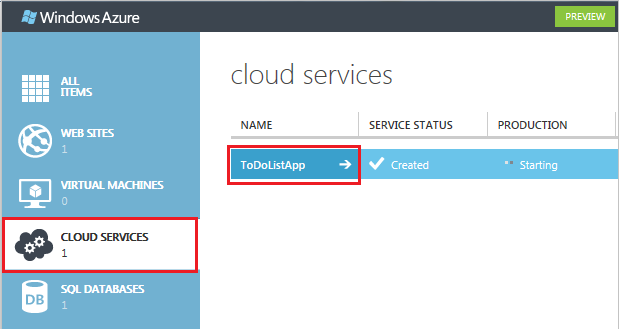 Windows Azure
PREVIEW
ALL
ITEMS
WEB SITES
1
VIRTUAL MACHINES
0
CLOUD SERVICES
1
SQL DATABASES
1
DB
cloud services
NAME
SERVICE STATUS
PRODUCTION
ToDoListApp
Created
Starting